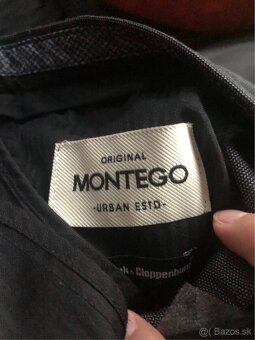 ORIGINAL
MONTEGO
-URBAN ESTD-
Bazos.sk